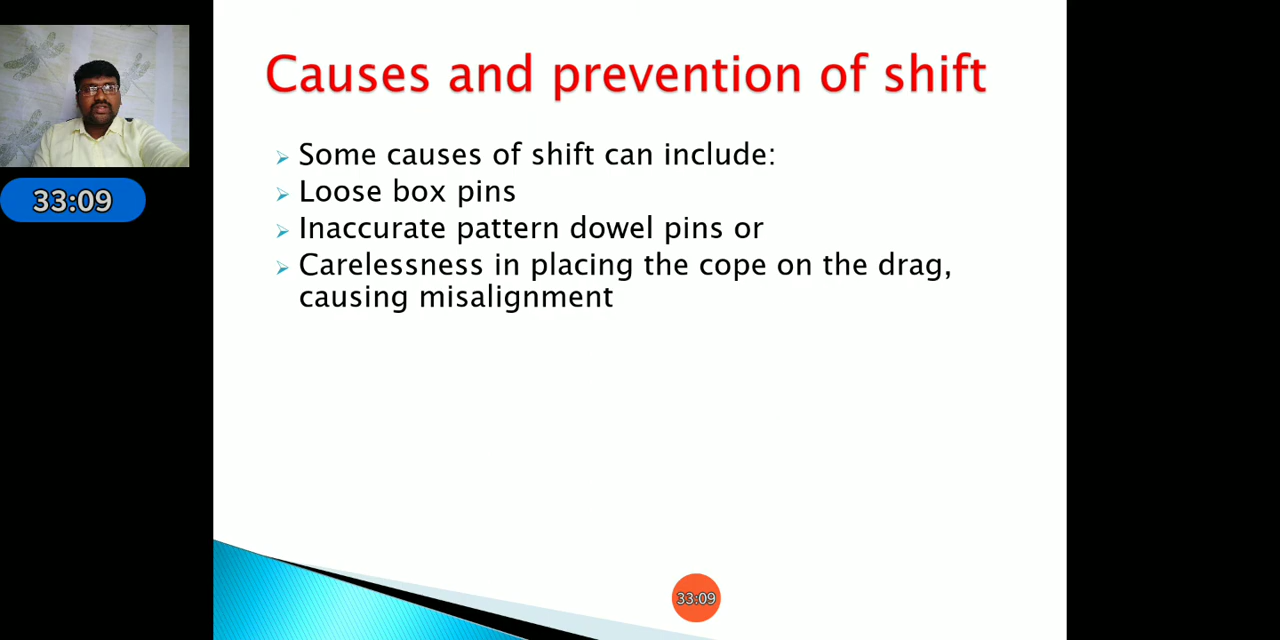 Causes and prevention of shift
Some causes of shift can include:
Loose box pins
33:09
Inaccurate pattern dowel pins or
Carelessness in placing the cope on the drag,
causing misalignment
33:09